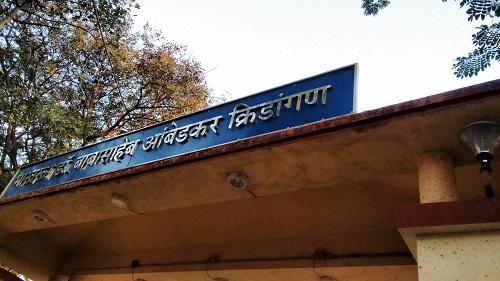 बाबासाहेब आंबेडकर क्रिडांगण